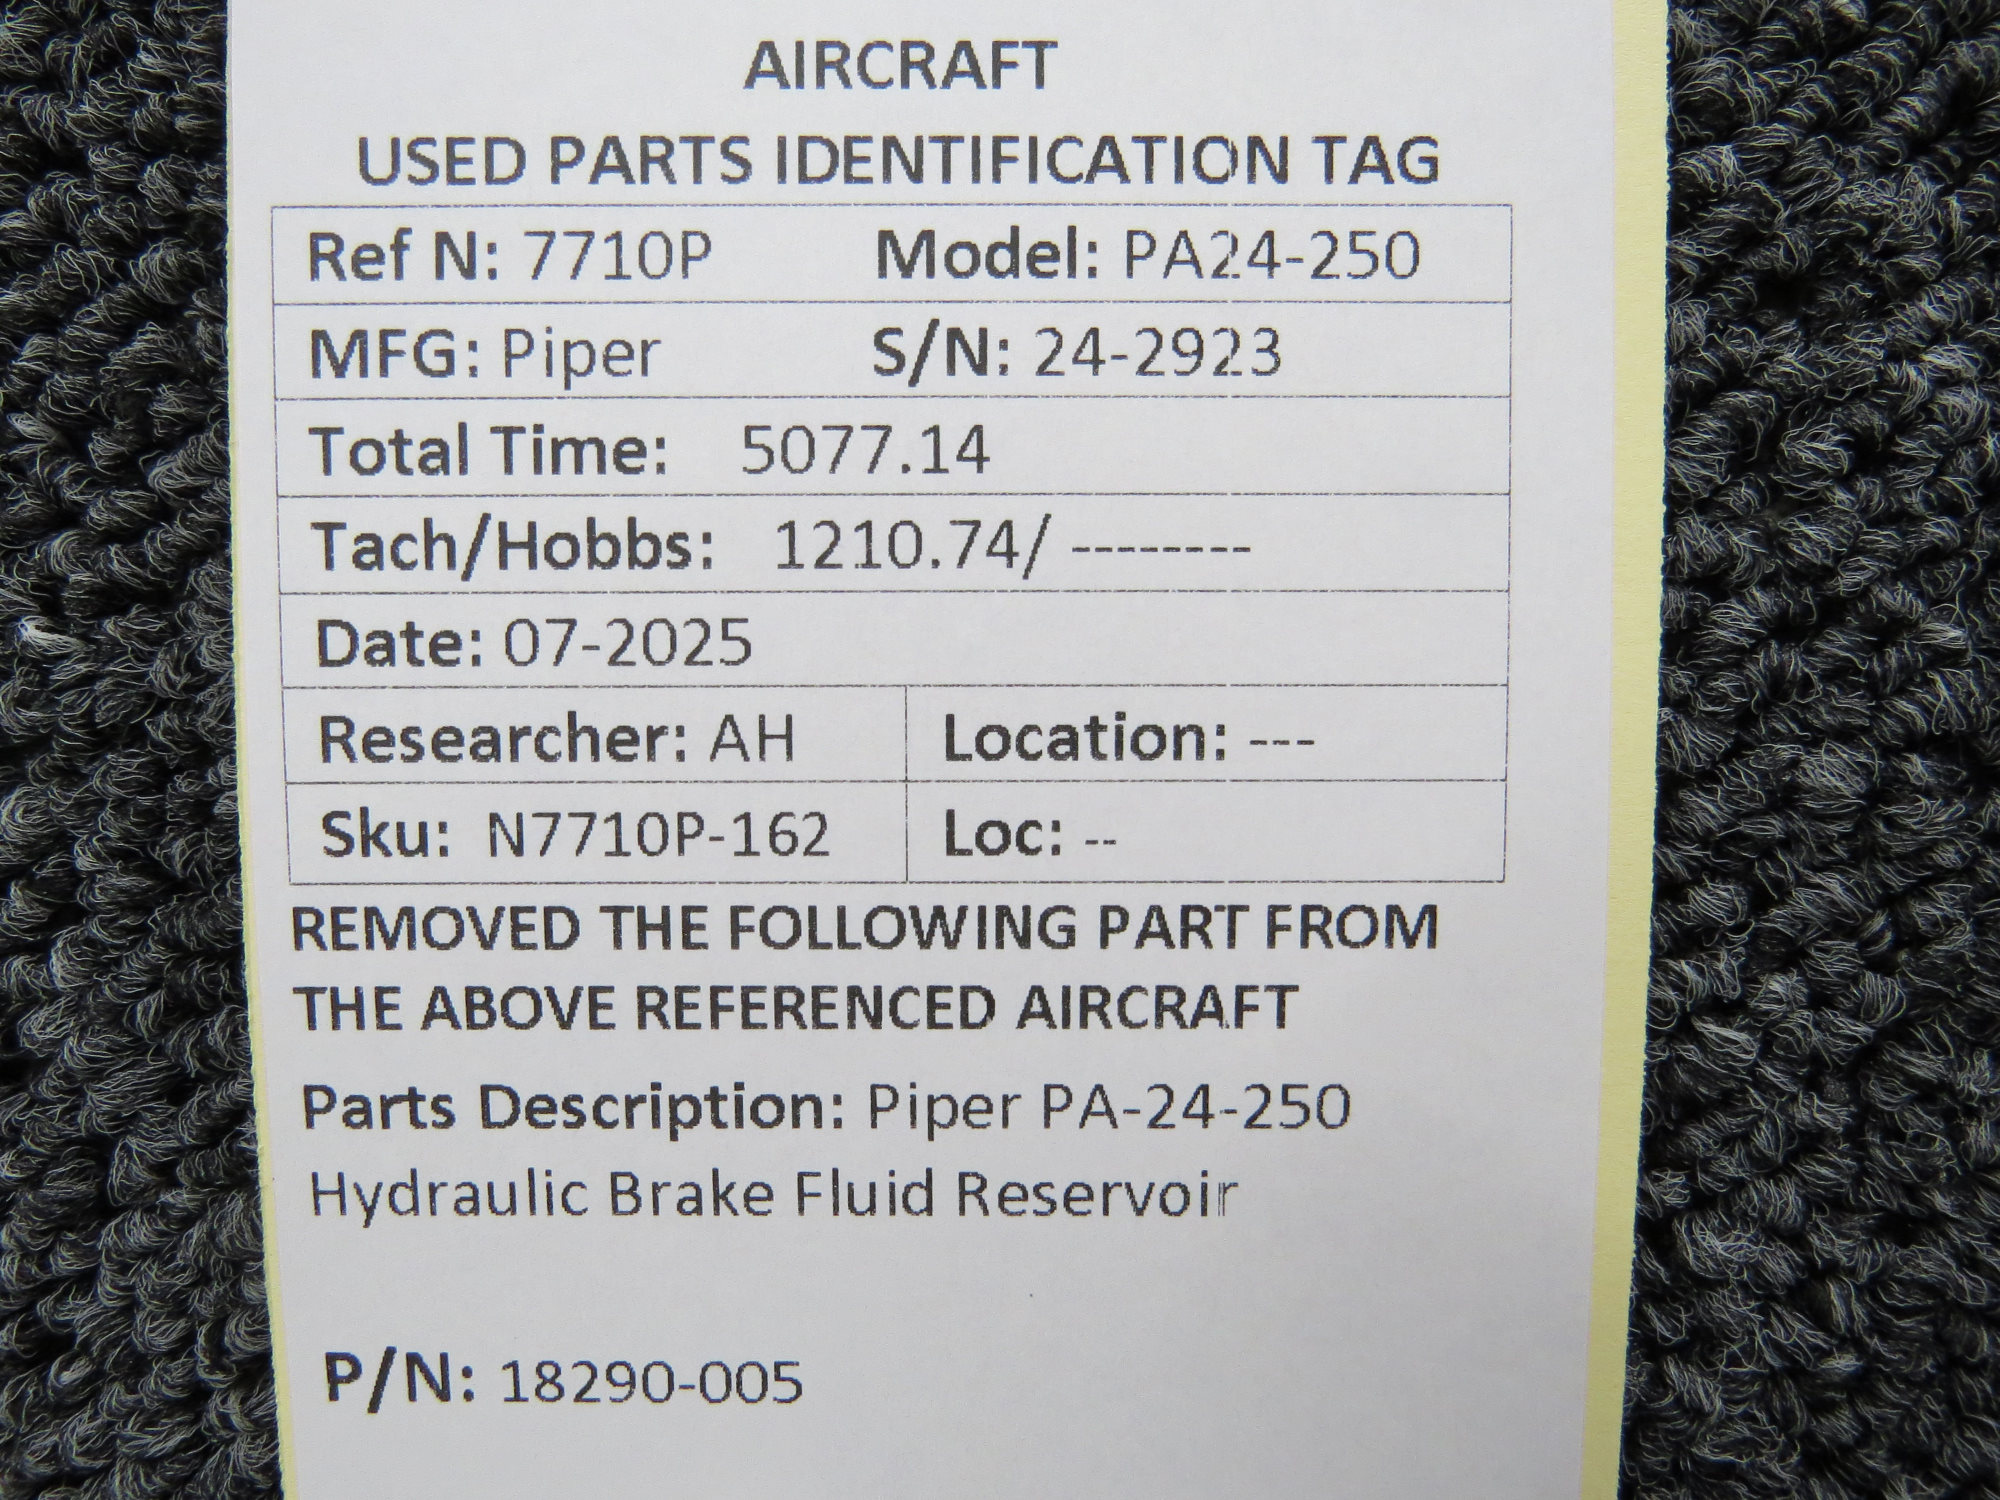 AIRCRAFT
USED PARTS IDENTIFICATION TAG
Ref N: 7710P Model: PA24-250
MFG: Piper S/N: 24-2923
Total Time: 5077.14
Tach/Hobbs: 1210.74/ --------
Date: 07-2025
Researcher: AH Location: ---
Sku: N7710P-162 Loc: --
REMOVED THE FOLLOWING PART FROM
THE ABOVE REFERENCED AIRCRAFT
Parts Description: Piper PA-24-250
Hydraulic Brake Fluid Reservoir
P/N: 18290-005